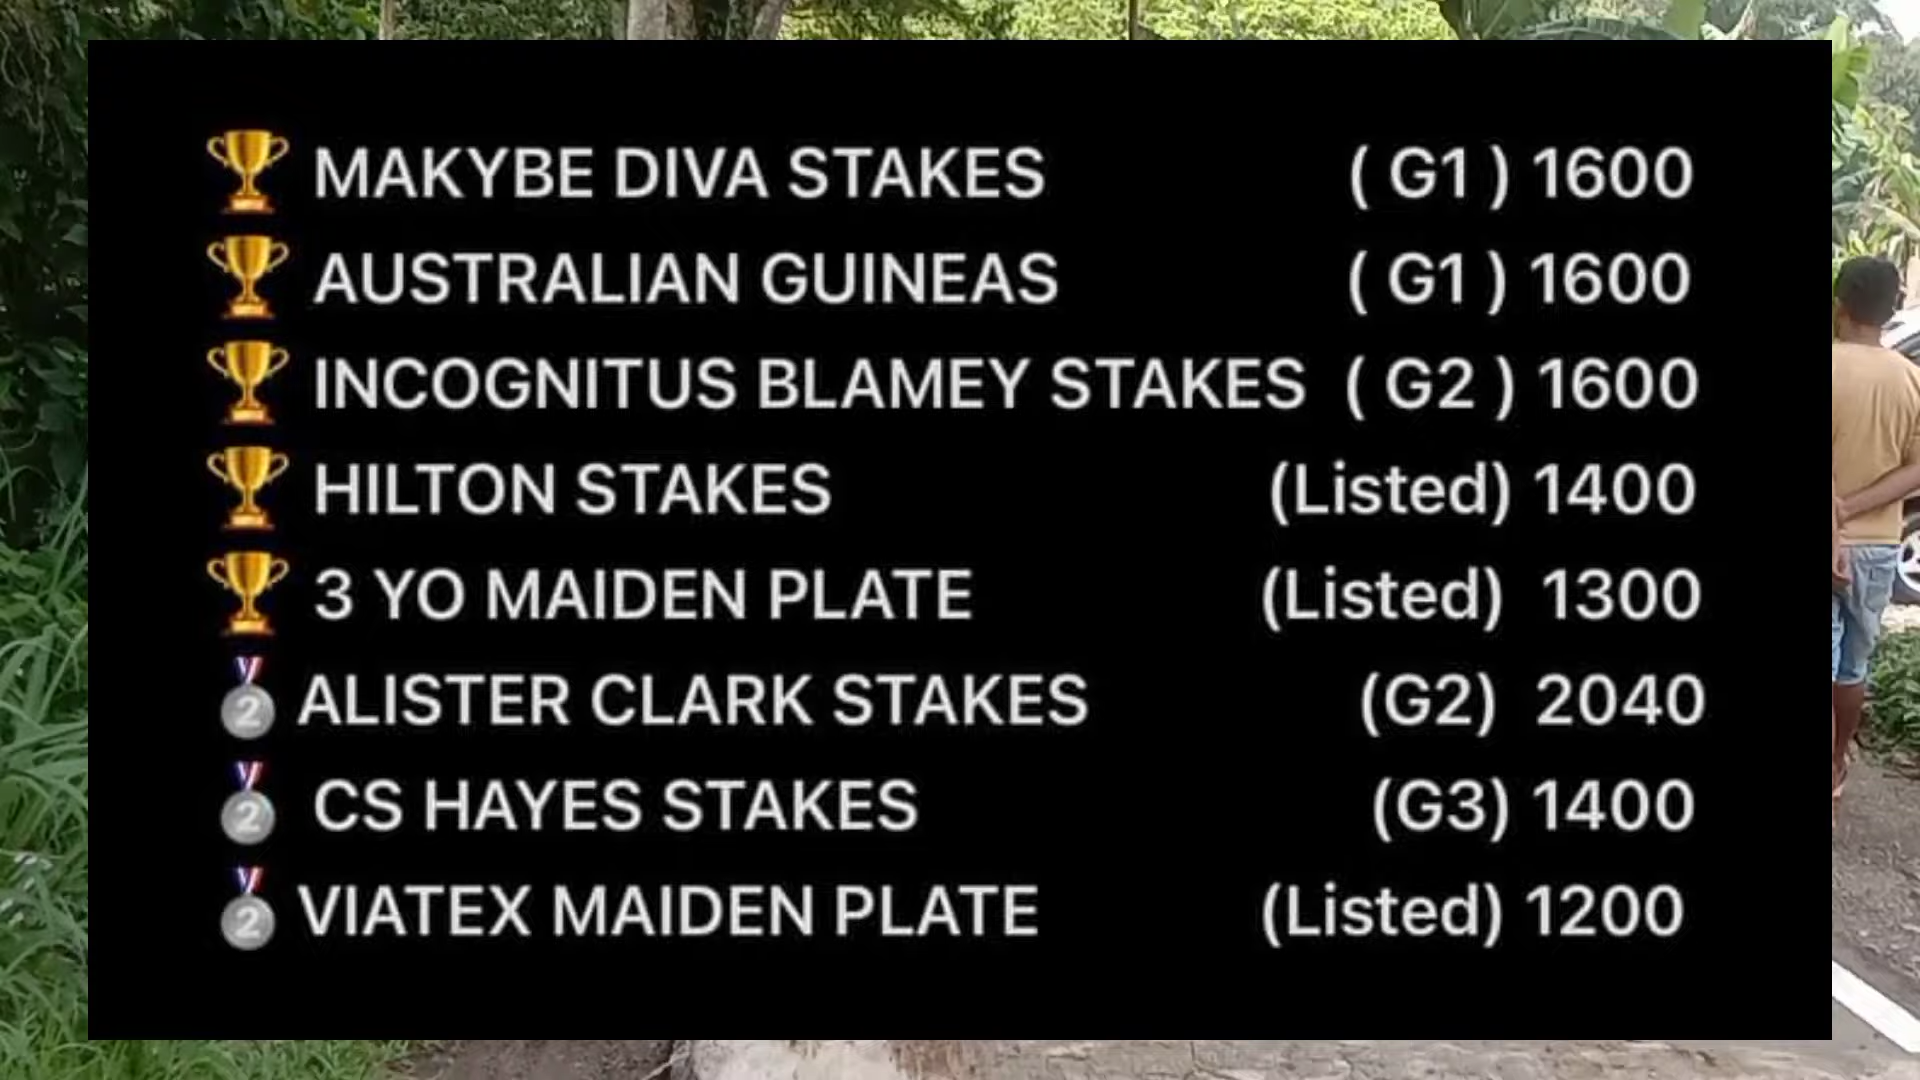 🏆 MAKYBE DIVA STAKES ( G1 ) 1600
🏆 AUSTRALIAN GUINEAS ( G1 ) 1600
🏆 INCOGNITUS BLAMEY STAKES ( G2 ) 1600
🏆 HILTON STAKES (Listed) 1400
🏆 3 YO MAIDEN PLATE (Listed) 1300
🥈 ALISTER CLARK STAKES (G2) 2040
🥈 CS HAYES STAKES (G3) 1400
🥈 VIATEX MAIDEN PLATE (Listed) 1200